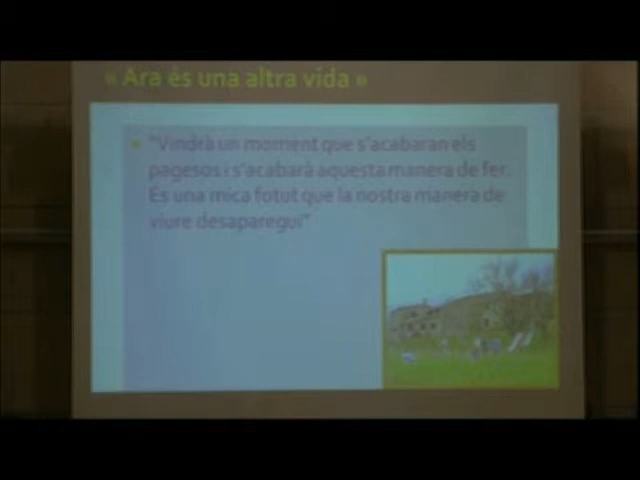 « Ara és una altra vida »
"Vindrà un moment que s'acabaran els
pagesos i s'acabarà aquesta manera de fer.
És una mica fotut que la nostra manera de
viure desaparegui"